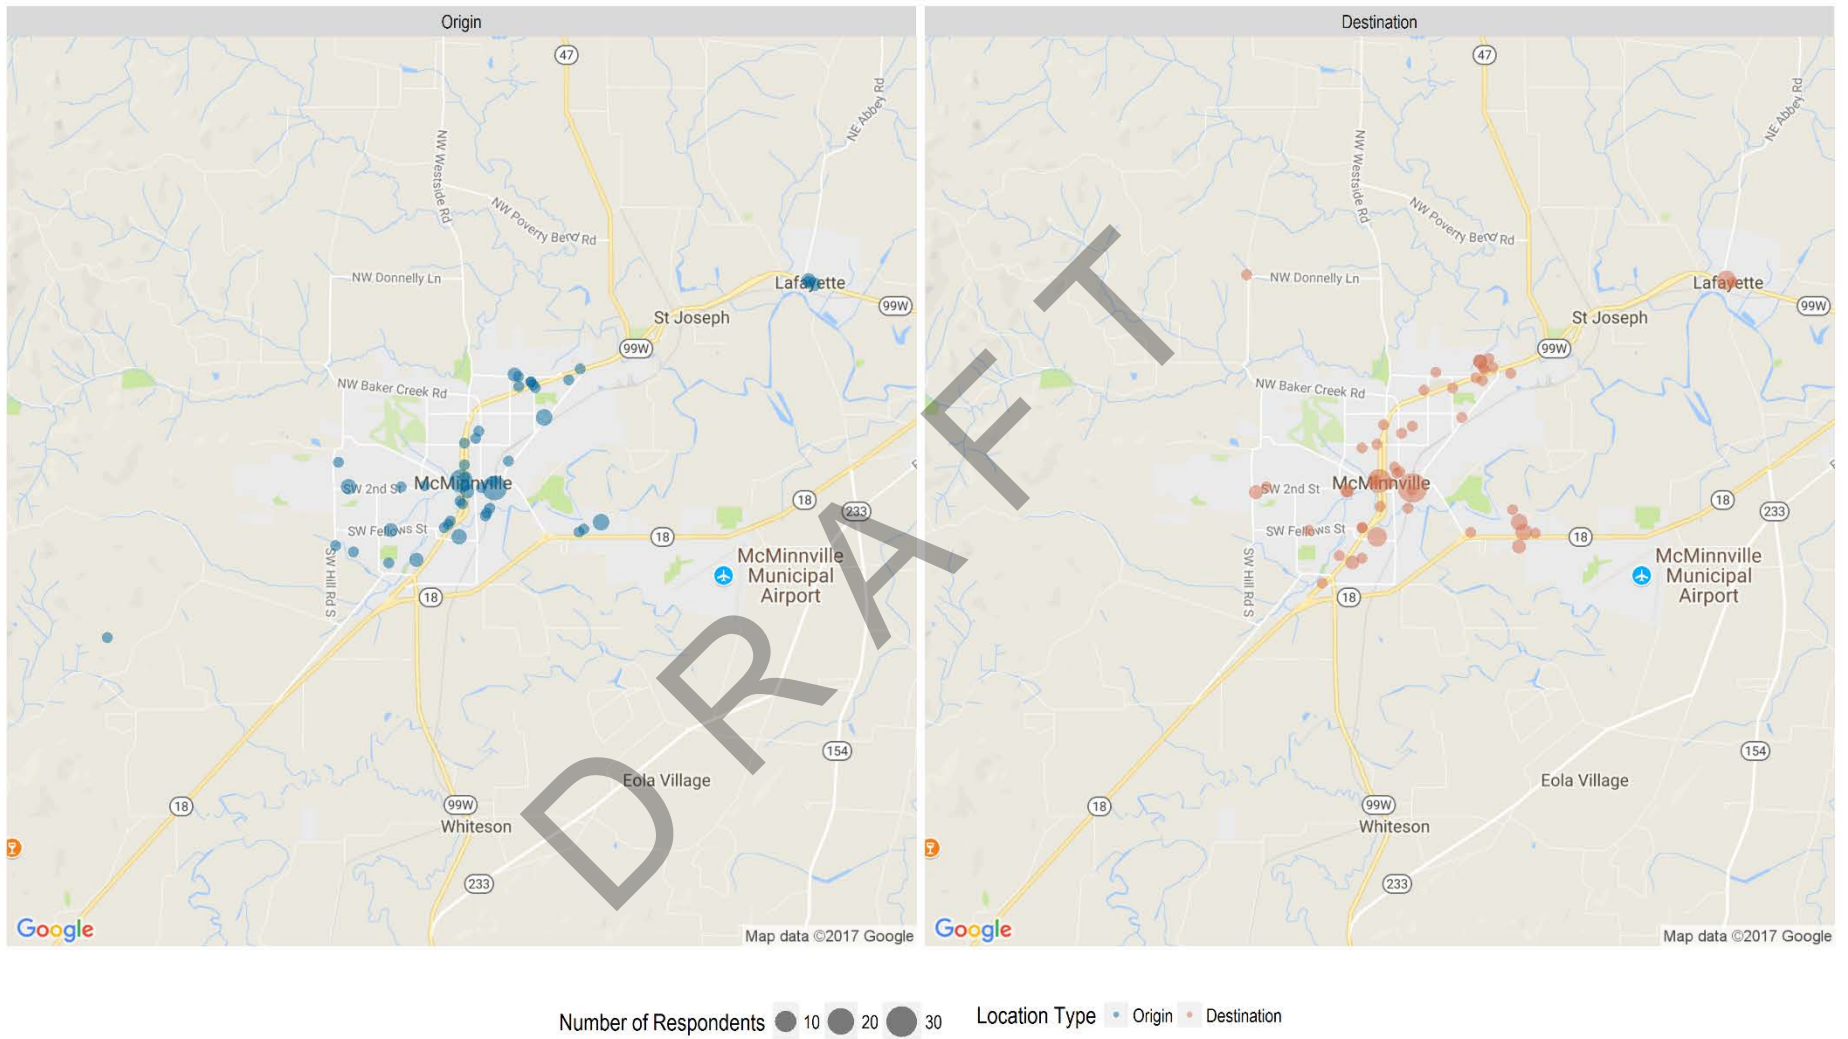 Origin
47
NE Abbey Rd
NW Westside Rd
NW Poverty Bend Rd
NW Donnelly Ln
Lafayette
99W
St Joseph
99W
NW Baker Creek Rd
SW 2nd St
McMinnville
18
233
SW Fellows St
18
SW Hill Rd S
McMinnville
Municipal
Airport
18
154
Eola Village
18
99W
Whiteson
233
Google
Map data ©2017 Google
Destination
47
NE Abbey Rd
NW Westside Rd
NW Poverty Bend Rd
NW Donnelly Ln
Lafayette
99W
St Joseph
99W
NW Baker Creek Rd
SW 2nd St
McMinnville
18
233
SW Fellows St
18
SW Hill Rd S
McMinnville
Municipal
Airport
18
154
Eola Village
18
99W
Whiteson
233
Google
Map data ©2017 Google
DRAFT
Number of Respondents 10 20 30 Location Type Origin Destination